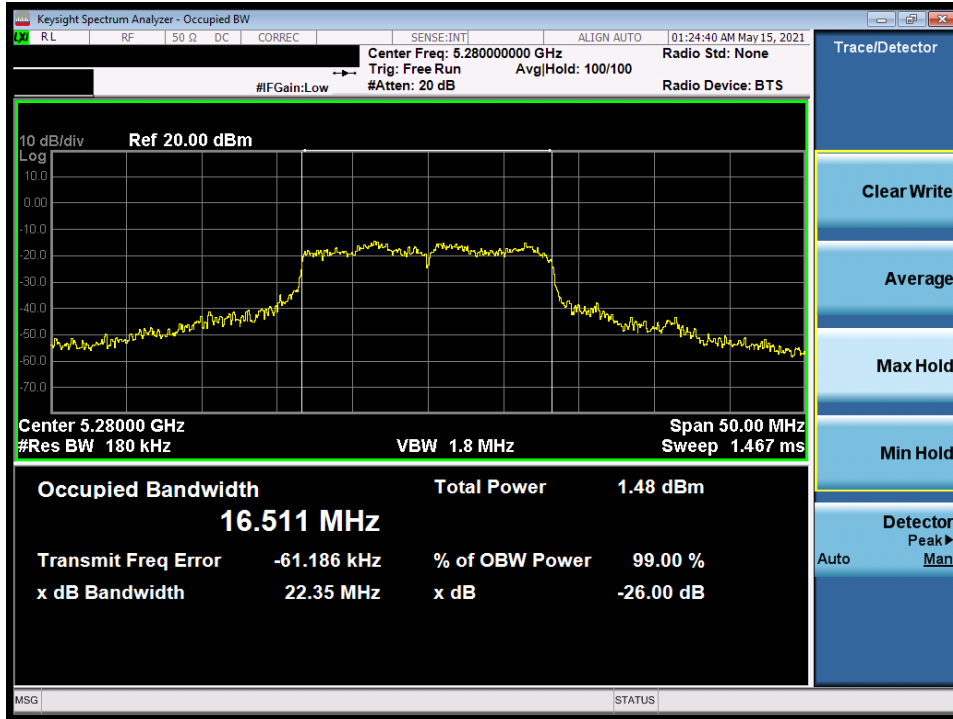 Keysight Spectrum Analyzer - Occupied BW
LXI RL RF 50 Ω DC CORREC SENSE:INT ALIGN AUTO 01:24:40 AM May 15, 2021
Center Freq: 5.280000000 GHz Radio Std: None
Trig: Free Run Avg|Hold: 100/100
#IFGain:Low #Atten: 20 dB Radio Device: BTS
10 dB/div Ref 20.00 dBm
Log
10.0
0.00
-10.0
-20.0
-30.0
-40.0
-50.0
-60.0
-70.0
Center 5.28000 GHz Span 50.00 MHz
#Res BW 180 kHz VBW 1.8 MHz Sweep 1.467 ms
Occupied Bandwidth Total Power 1.48 dBm
16.511 MHz
Transmit Freq Error -61.186 kHz % of OBW Power 99.00 %
x dB Bandwidth 22.35 MHz x dB -26.00 dB
MSG STATUS
Trace/Detector
Clear Write
Average
Max Hold
Min Hold
Detector
Peak▶
Auto Man